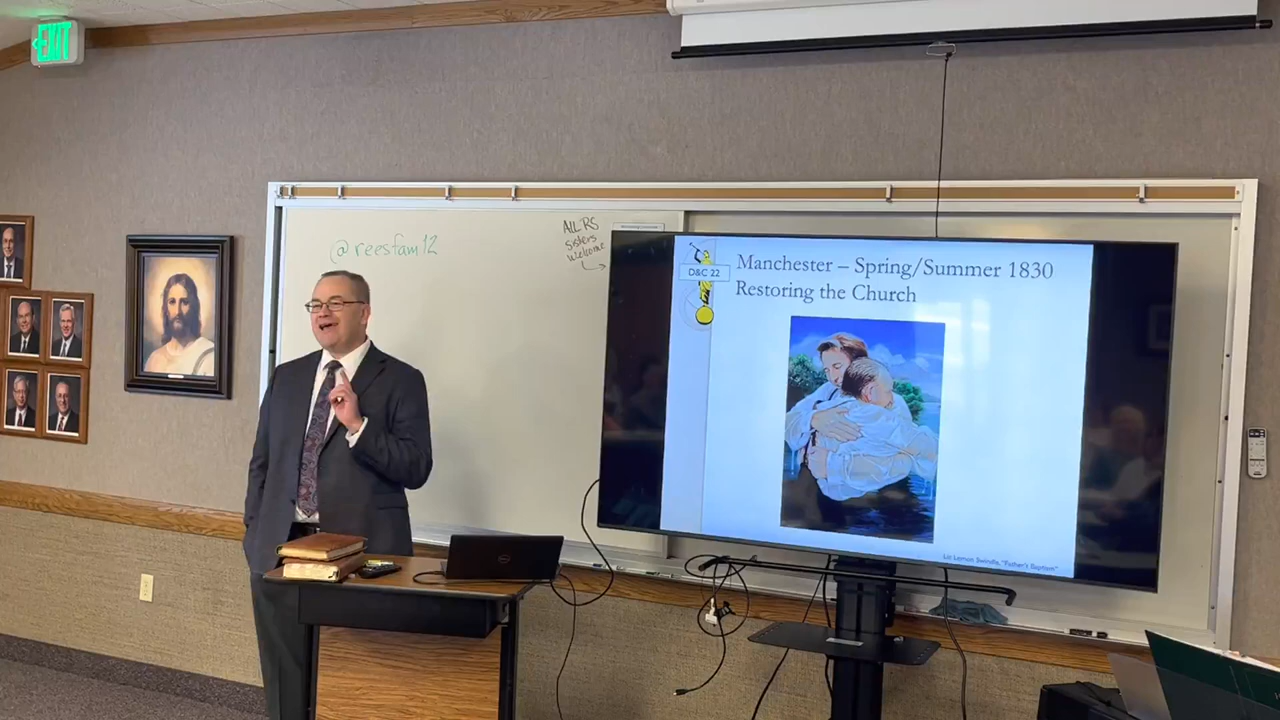 EXIT
@reesfam12
ALL RS
Sisters
Welcome
D&C 22
Manchester – Spring/Summer 1830
Restoring the Church
Liz Lemon Swindle, "Father's Baptism"
DELL